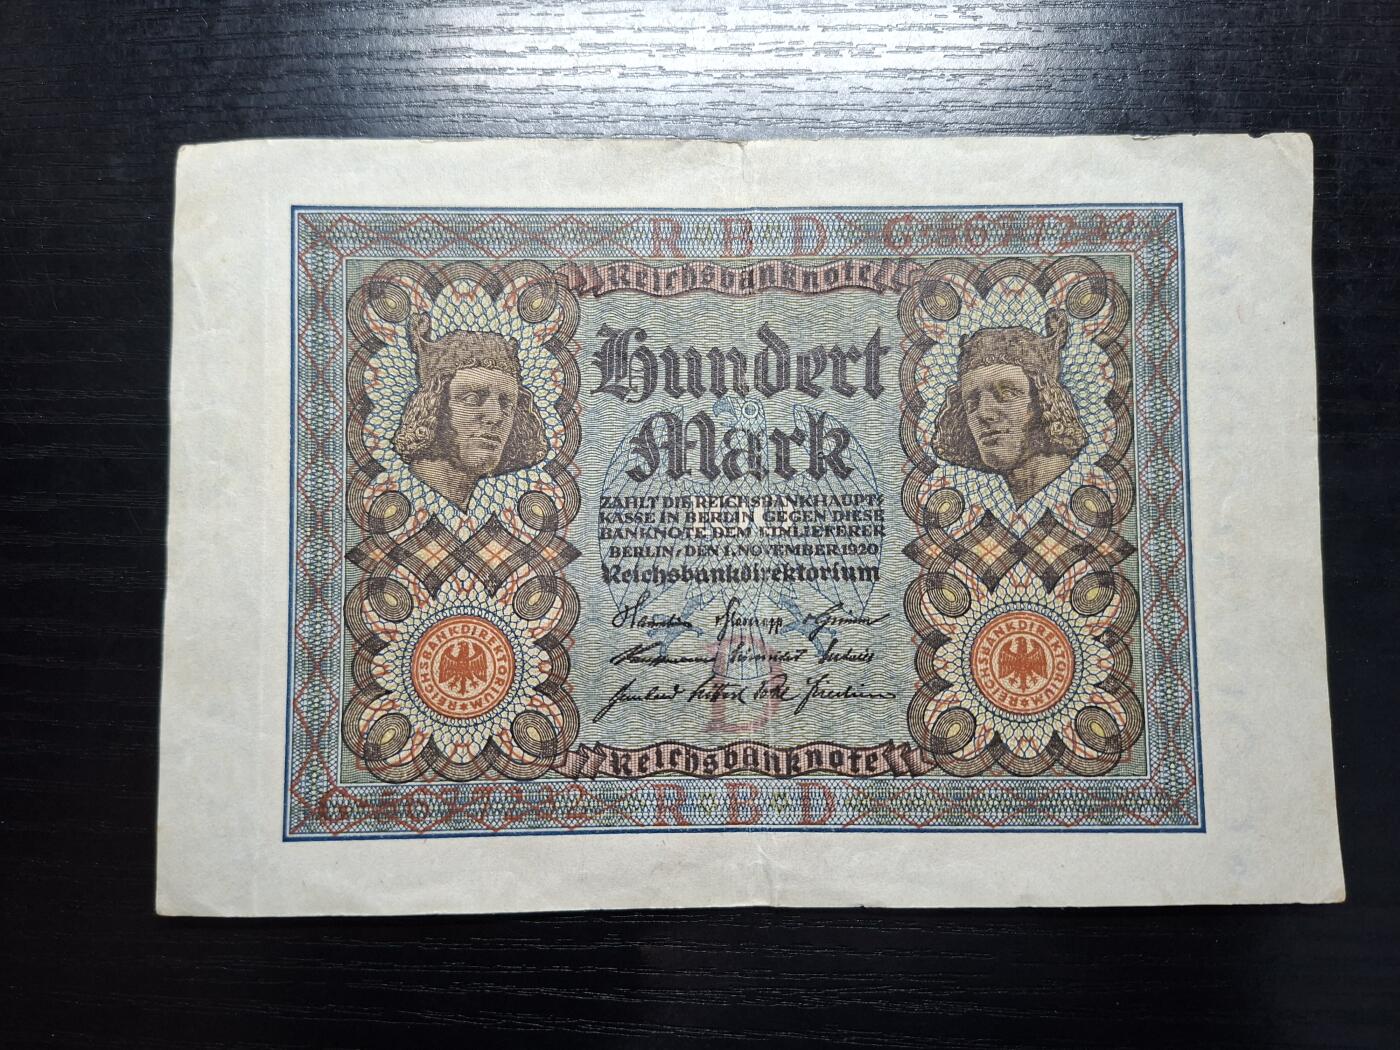 R B D
Reichsbanknote
Hundert
Mark
ZAHLT DIE REICHSBANKHAUPT-
KASSE IN BERLIN GEGEN DIESE
BANKNOTE DEM EINLIEFERER
BERLIN, DEN 1. NOVEMBER 1920
Reichsbankdirektorium
REICHSBANKDIREKTORIUM
REICHSBANKDIREKTORIUM
Reichsbanknote
R B D